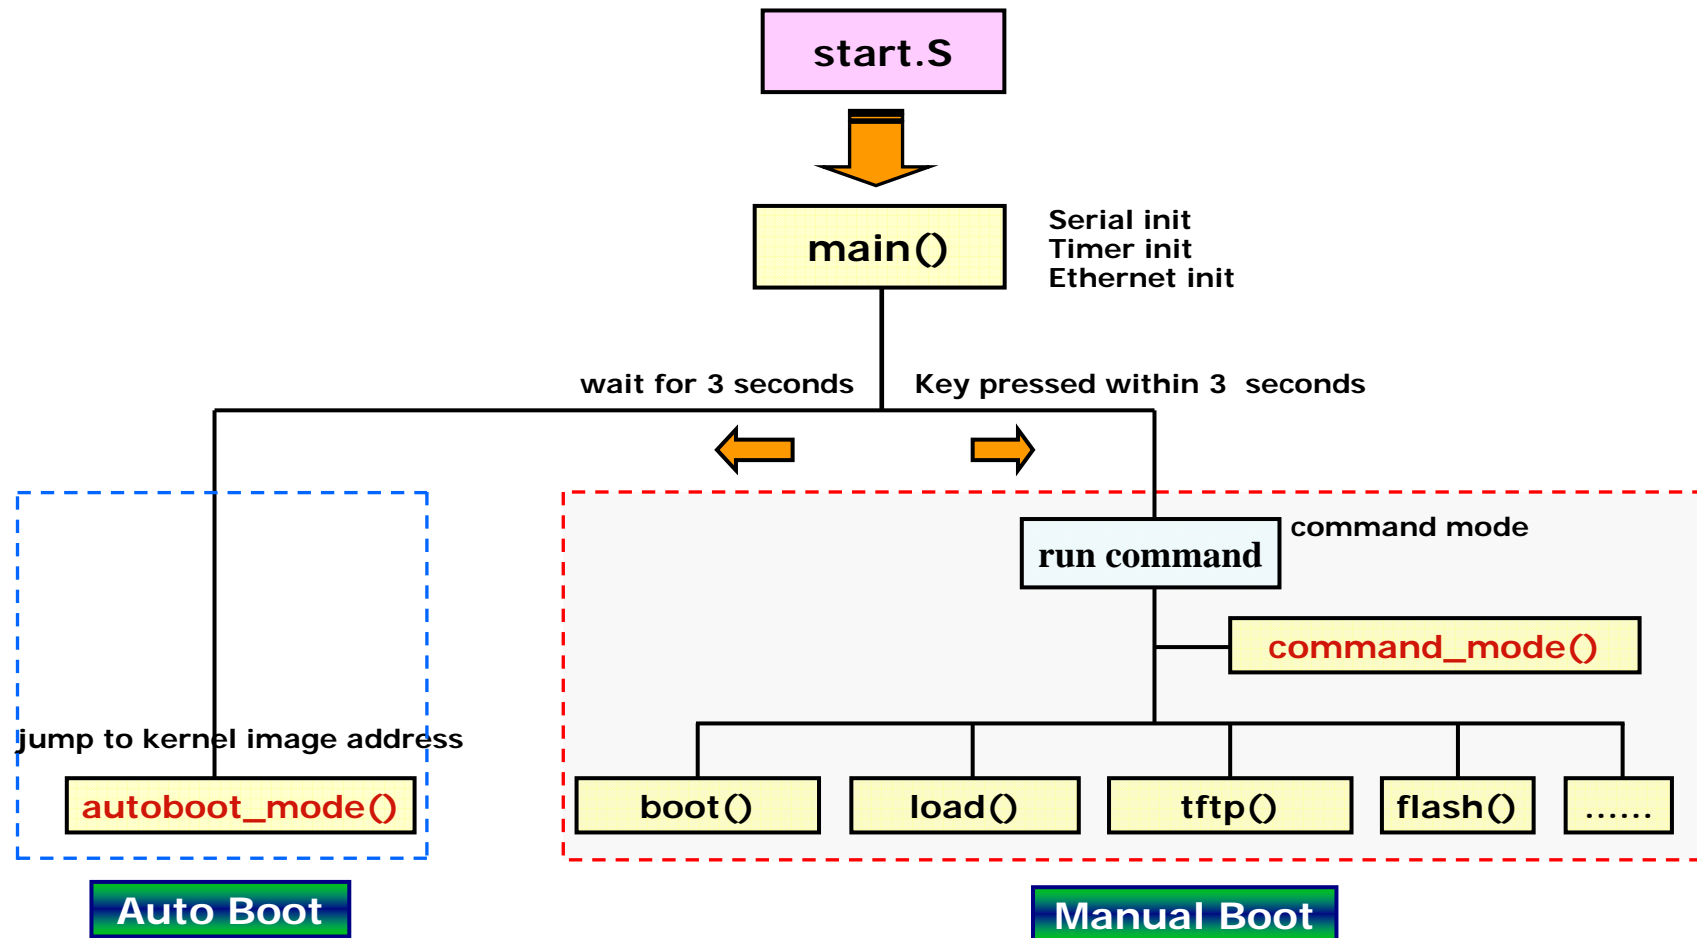 start.S
main()
Serial init
Timer init
Ethernet init
wait for 3 seconds
Key pressed within 3 seconds
run command
command mode
command_mode()
jump to kernel image address
autoboot_mode()
boot()
load()
tftp()
flash()
......
Auto Boot
Manual Boot